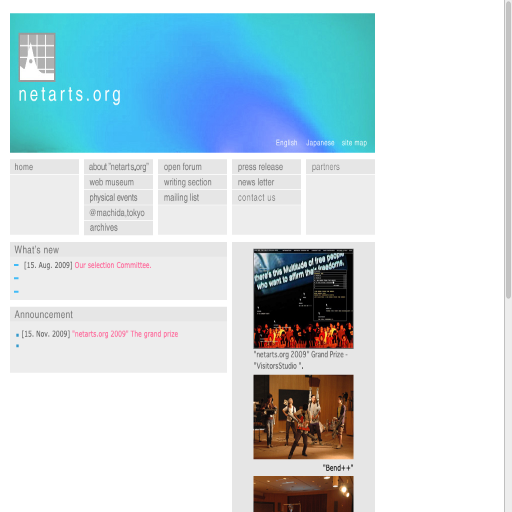 netarts.org
English Japanese site map
home
about "netarts.org"
web museum
physical events
@machida,tokyo
archives
open forum
writing section
mailing list
press release
news letter
contact us
partners
What's new
[15. Aug. 2009] Our selection Committee.
Announcement
[15. Nov. 2009] "netarts.org 2009" The grand prize
there's this Multitude of free people
who want to affirm their freedoms.
"netarts.org 2009" Grand Prize -
"VisitorsStudio ".
"Bend++"